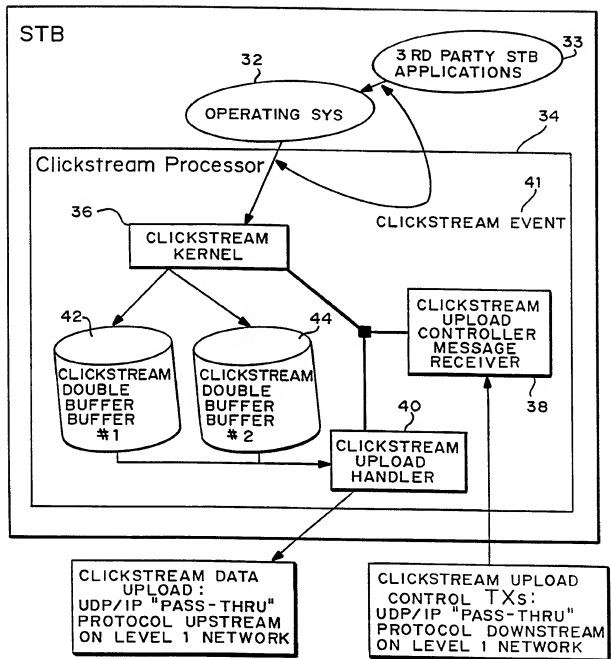 STB
32
33
3RD PARTY STB
APPLICATIONS
OPERATING SYS
34
Clickstream Processor
41
CLICKSTREAM EVENT
36
CLICKSTREAM
KERNEL
42
CLICKSTREAM
DOUBLE
BUFFER
BUFFER
#1
44
CLICKSTREAM
DOUBLE
BUFFER
BUFFER
#2
CLICKSTREAM
UPLOAD
CONTROLLER
MESSAGE
RECEIVER
38
40
CLICKSTREAM
UPLOAD
HANDLER
CLICKSTREAM DATA
UPLOAD:
UDP/IP "PASS-THRU"
PROTOCOL UPSTREAM
ON LEVEL 1 NETWORK
CLICKSTREAM UPLOAD
CONTROL TXs:
UDP/IP "PASS-THRU"
PROTOCOL DOWNSTREAM
ON LEVEL 1 NETWORK